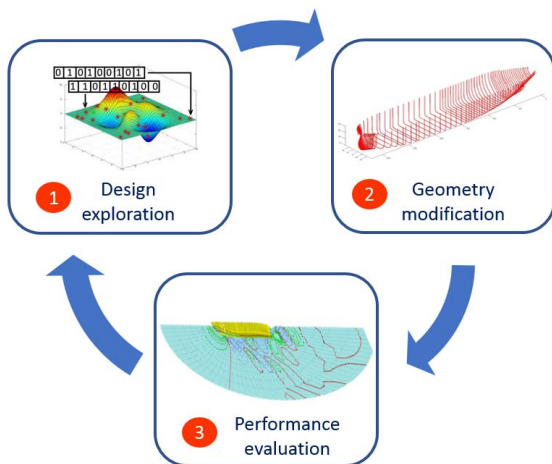 0 1 0 1 0 0 1 0 1
1 1 0 1 1 0 1 0 0
1
Design
exploration
2
Geometry
modification
3
Performance
evaluation